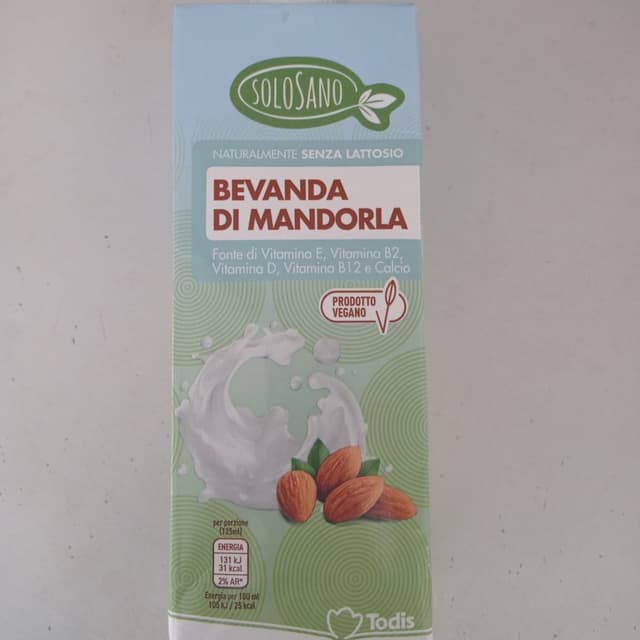 SOLOSANO
NATURALMENTE SENZA LATTOSIO
BEVANDA
DI MANDORLA
Fonte di Vitamina E, Vitamina B2,
Vitamina D, Vitamina B12 e Calcio
PRODOTTO
VEGANO
per porzione
(125ml)
ENERGIA
131 kJ
31 kcal
2% AR*
Energia per 100 ml
105 kJ / 25 kcal
Todis